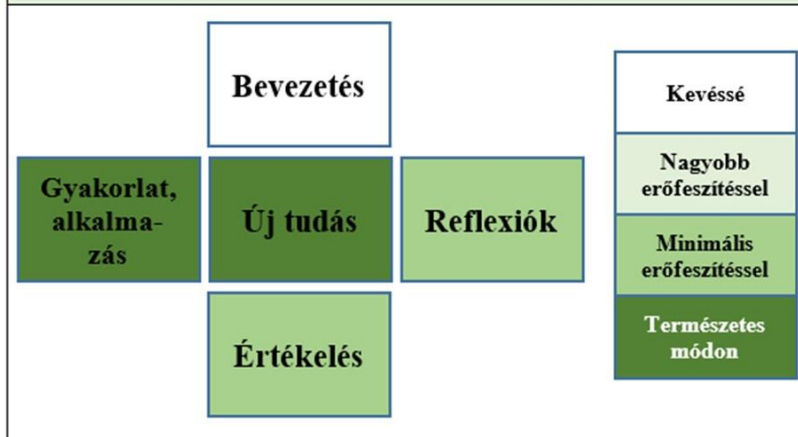 Bevezetés
Gyakorlat,
alkalma-
zás
Új tudás
Reflexiók
Értékelés
Kevéssé
Nagyobb
erőfeszítéssel
Minimális
erőfeszítéssel
Természetes
módon